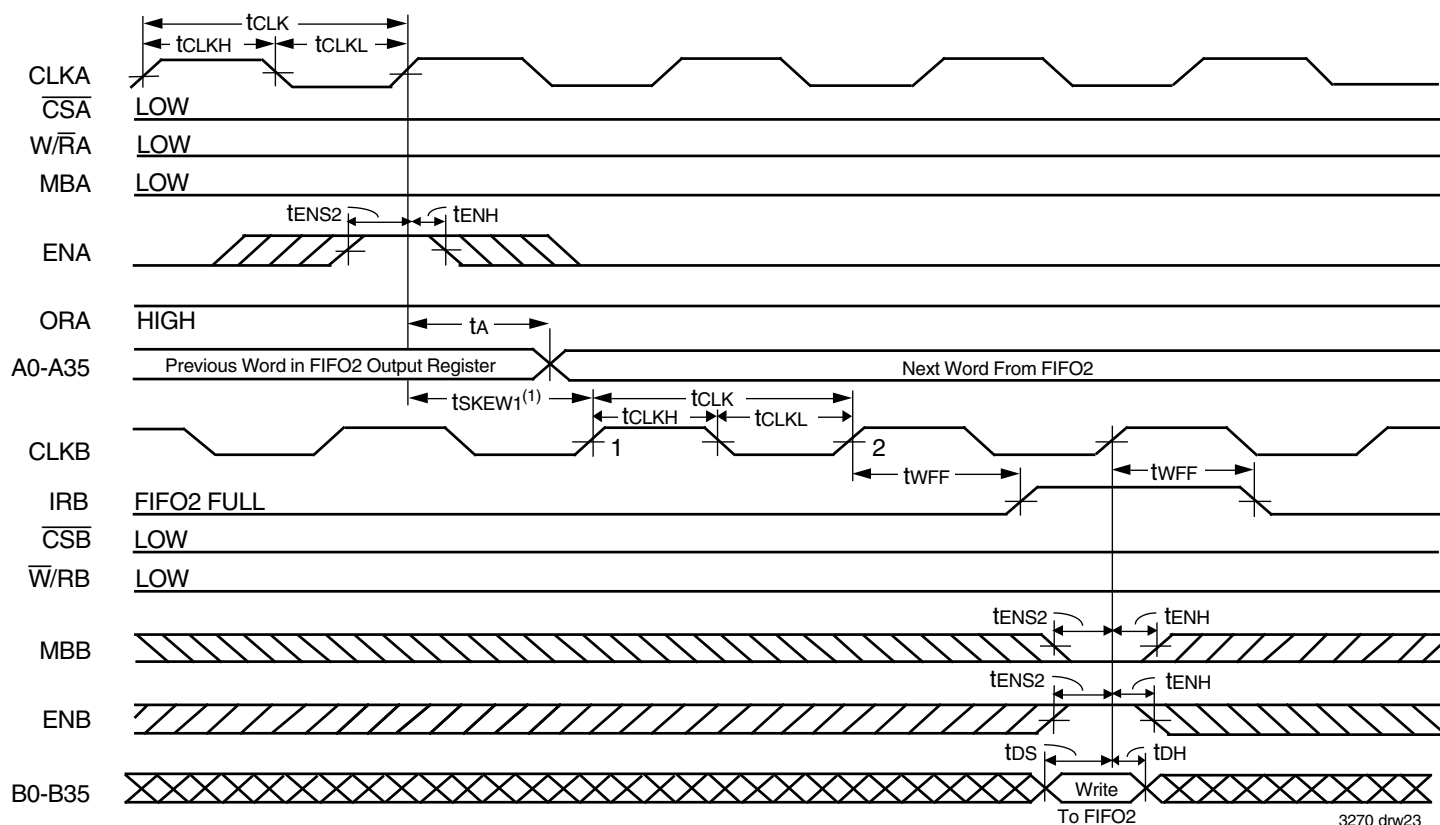 tCLK
tCLKH tCLKL
CLKA
CSA LOW
W/RA LOW
MBA LOW
tENS2 tENH
ENA
ORA HIGH
tA
A0-A35 Previous Word in FIFO2 Output Register Next Word From FIFO2
tSKEW1(1) tCLK
tCLKH tCLKL
CLKB 1 2
tWFF tWFF
IRB FIFO2 FULL
CSB LOW
W/RB LOW
tENS2 tENH
MBB
tENS2 tENH
ENB
tDS tDH
B0-B35 Write
To FIFO2
3270 drw23